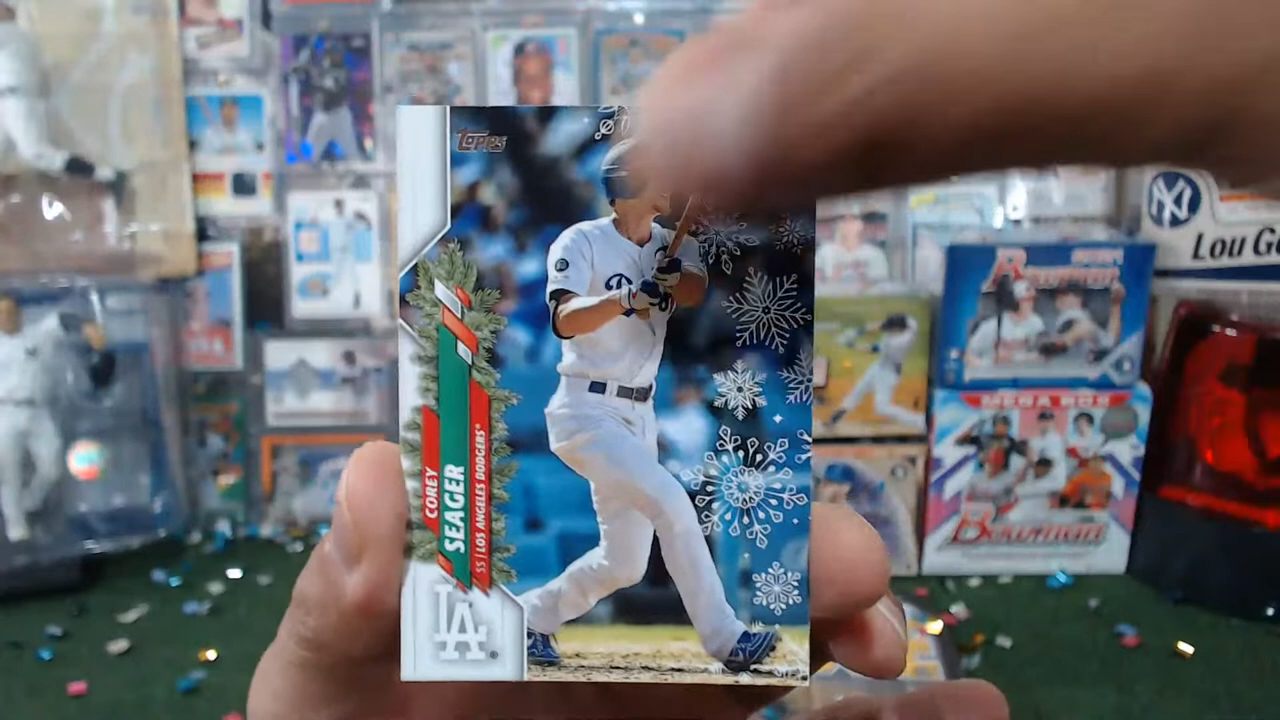 Topps
COREY
SEAGER
SS | LOS ANGELES DODGERS®
LA®
Lou G
Bowman
MEGA BOX
Bowman